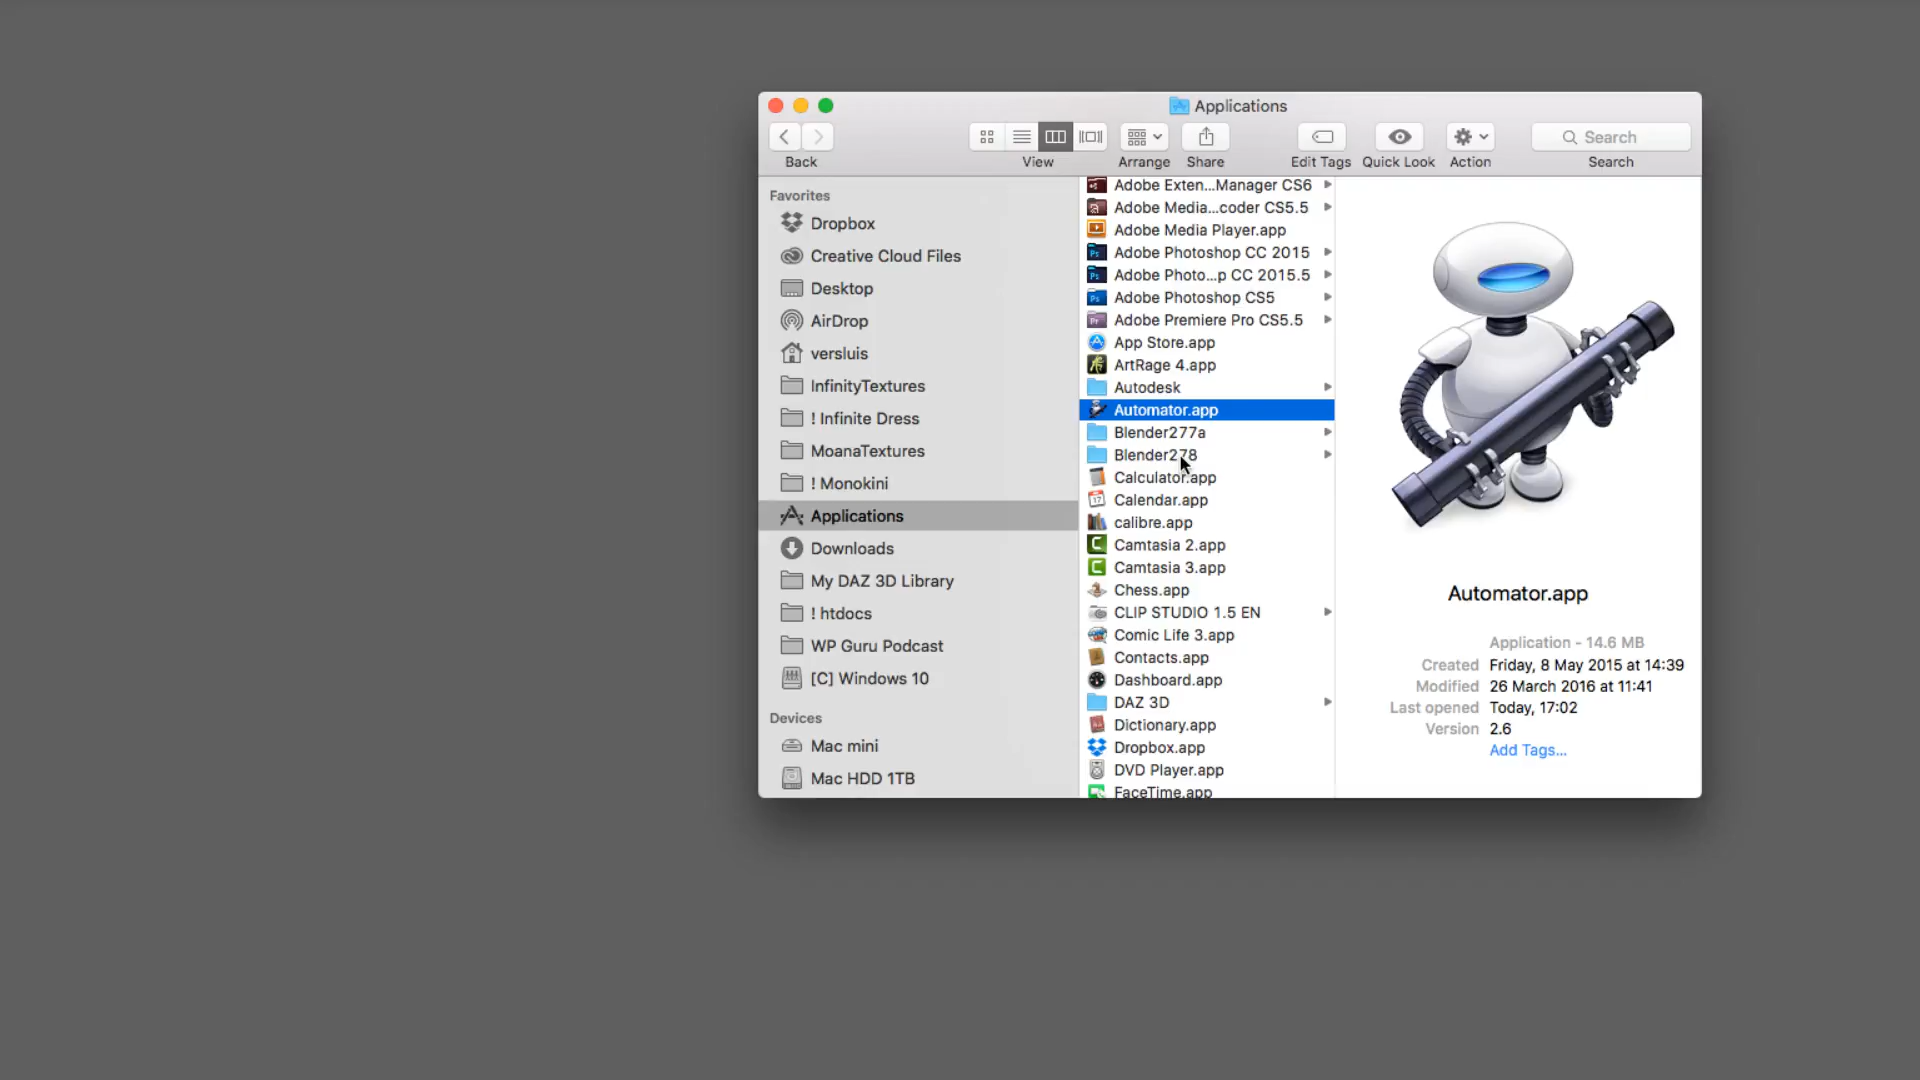 Applications
Back
View
Arrange
Share
Edit Tags
Quick Look
Action
Search
Search
Favorites
Dropbox
Creative Cloud Files
Desktop
AirDrop
versluis
InfinityTextures
! Infinite Dress
MoanaTextures
! Monokini
Applications
Downloads
My DAZ 3D Library
! htdocs
WP Guru Podcast
[C] Windows 10
Devices
Mac mini
Mac HDD 1TB
Adobe Exten...Manager CS6
Adobe Media...coder CS5.5
Adobe Media Player.app
Adobe Photoshop CC 2015
Adobe Photo...p CC 2015.5
Adobe Photoshop CS5
Adobe Premiere Pro CS5.5
App Store.app
ArtRage 4.app
Autodesk
Automator.app
Blender277a
Blender278
Calculator.app
Calendar.app
calibre.app
Camtasia 2.app
Camtasia 3.app
Chess.app
CLIP STUDIO 1.5 EN
Comic Life 3.app
Contacts.app
Dashboard.app
DAZ 3D
Dictionary.app
Dropbox.app
DVD Player.app
FaceTime.app
Automator.app
Application - 14.6 MB
Created Friday, 8 May 2015 at 14:39
Modified 26 March 2016 at 11:41
Last opened Today, 17:02
Version 2.6
Add Tags...